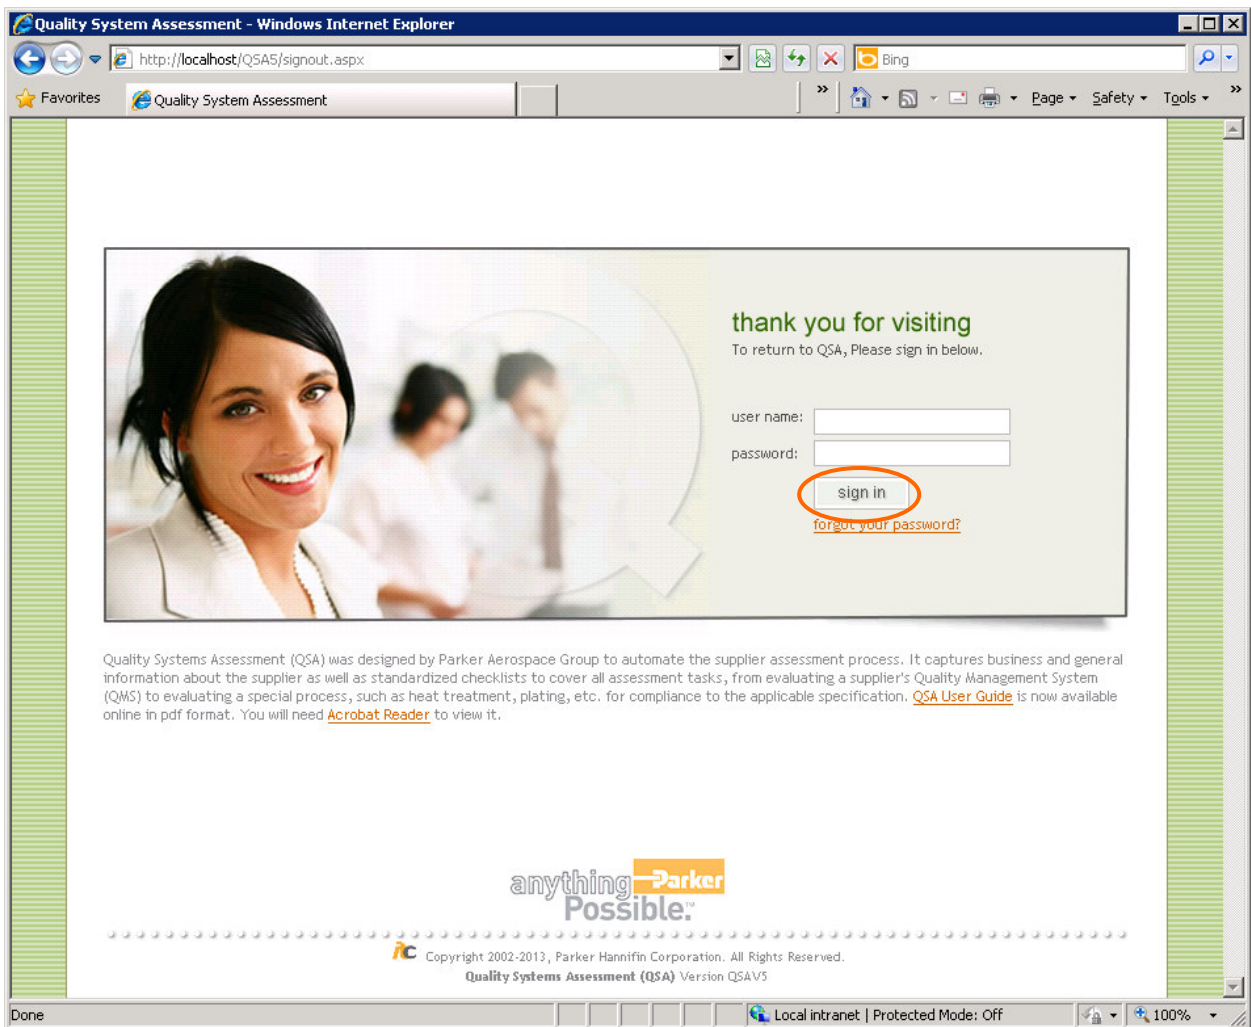 Quality System Assessment - Windows Internet Explorer
http://localhost/QSA5/signout.aspx
Bing
Favorites
Quality System Assessment
»
Page
Safety
Tools
»
thank you for visiting
To return to QSA, Please sign in below.
user name:
password:
sign in
forgot your password?
Quality Systems Assessment (QSA) was designed by Parker Aerospace Group to automate the supplier assessment process. It captures business and general
information about the supplier as well as standardized checklists to cover all assessment tasks, from evaluating a supplier's Quality Management System
(QMS) to evaluating a special process, such as heat treatment, plating, etc. for compliance to the applicable specification. QSA User Guide is now available
online in pdf format. You will need Acrobat Reader to view it.
anything Parker
Possible.™
Copyright 2002-2013, Parker Hannifin Corporation. All Rights Reserved.
Quality Systems Assessment (QSA) Version QSAV5
Done
Local intranet | Protected Mode: Off
100%